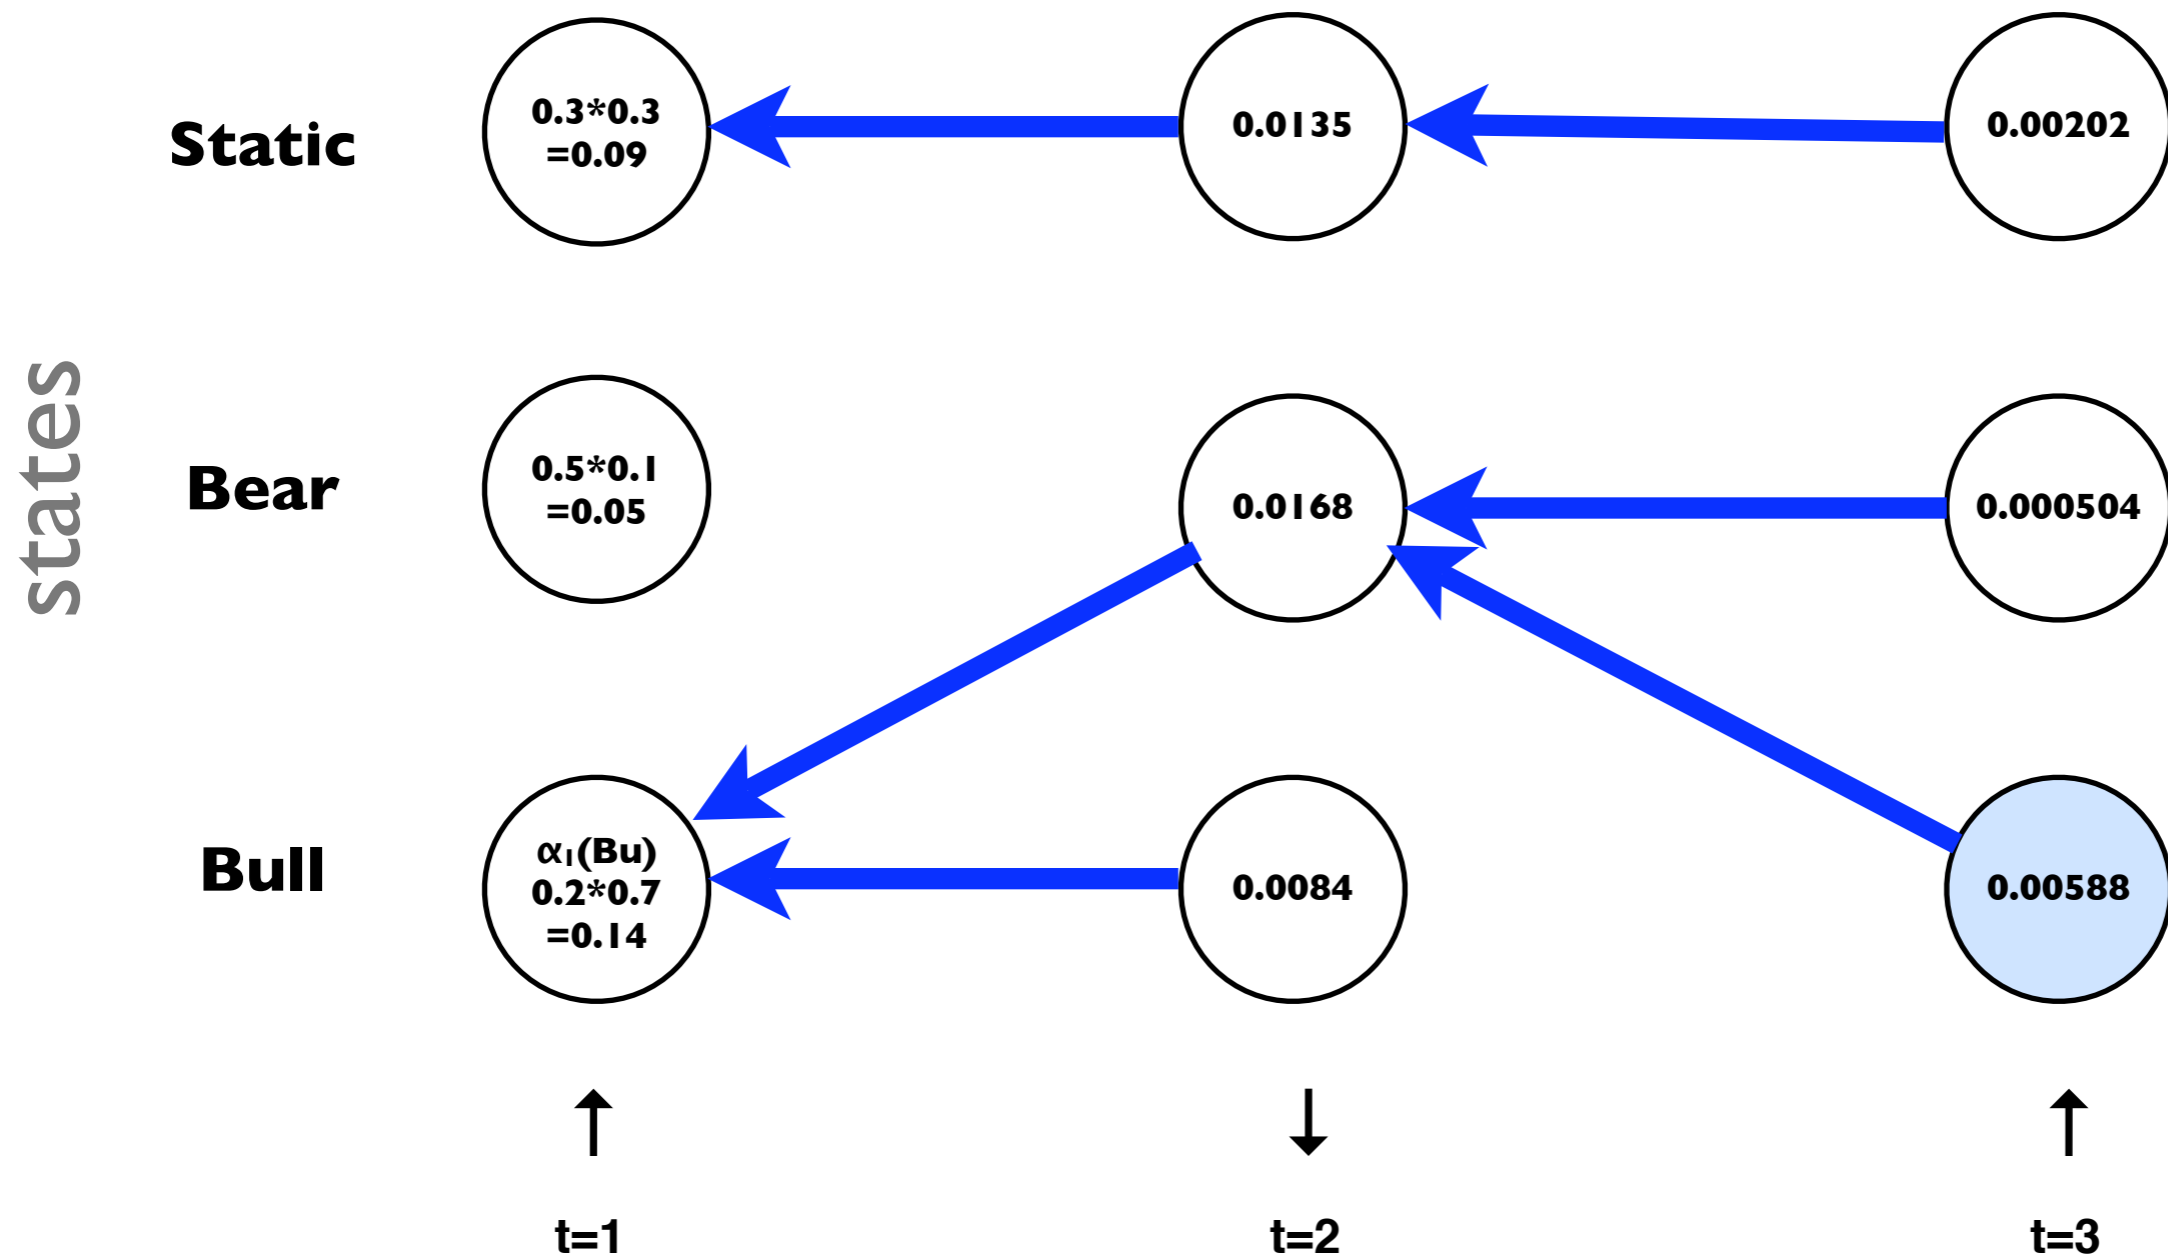 Static
0.3*0.3
=0.09
0.0135
0.00202
states
Bear
0.5*0.1
=0.05
0.0168
0.000504
Bull
α₁(Bu)
0.2*0.7
=0.14
0.0084
0.00588
↑ ↓ ↑
t=1 t=2 t=3